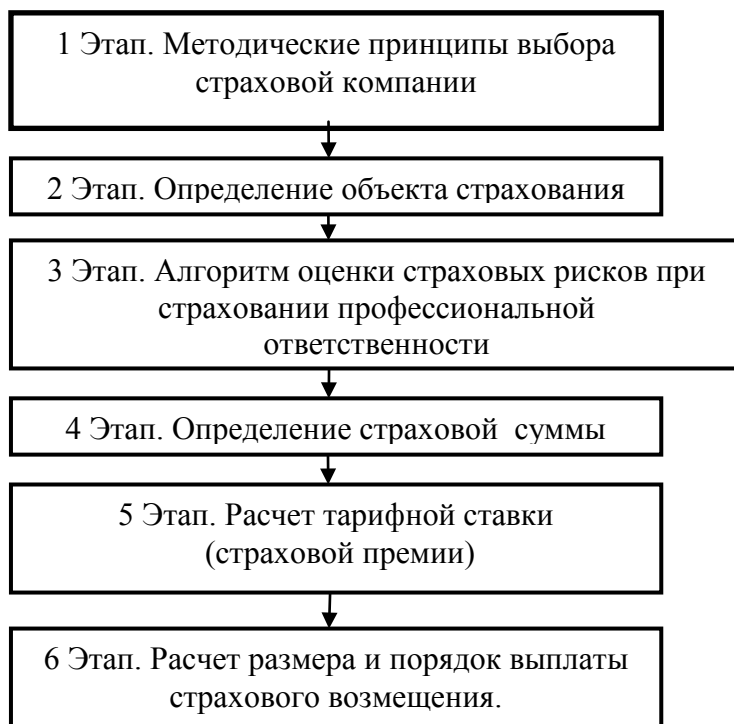 1 Этап. Методические принципы выбора
страховой компании
2 Этап. Определение объекта страхования
3 Этап. Алгоритм оценки страховых рисков при
страховании профессиональной
ответственности
4 Этап. Определение страховой суммы
5 Этап. Расчет тарифной ставки
(страховой премии)
6 Этап. Расчет размера и порядок выплаты
страхового возмещения.